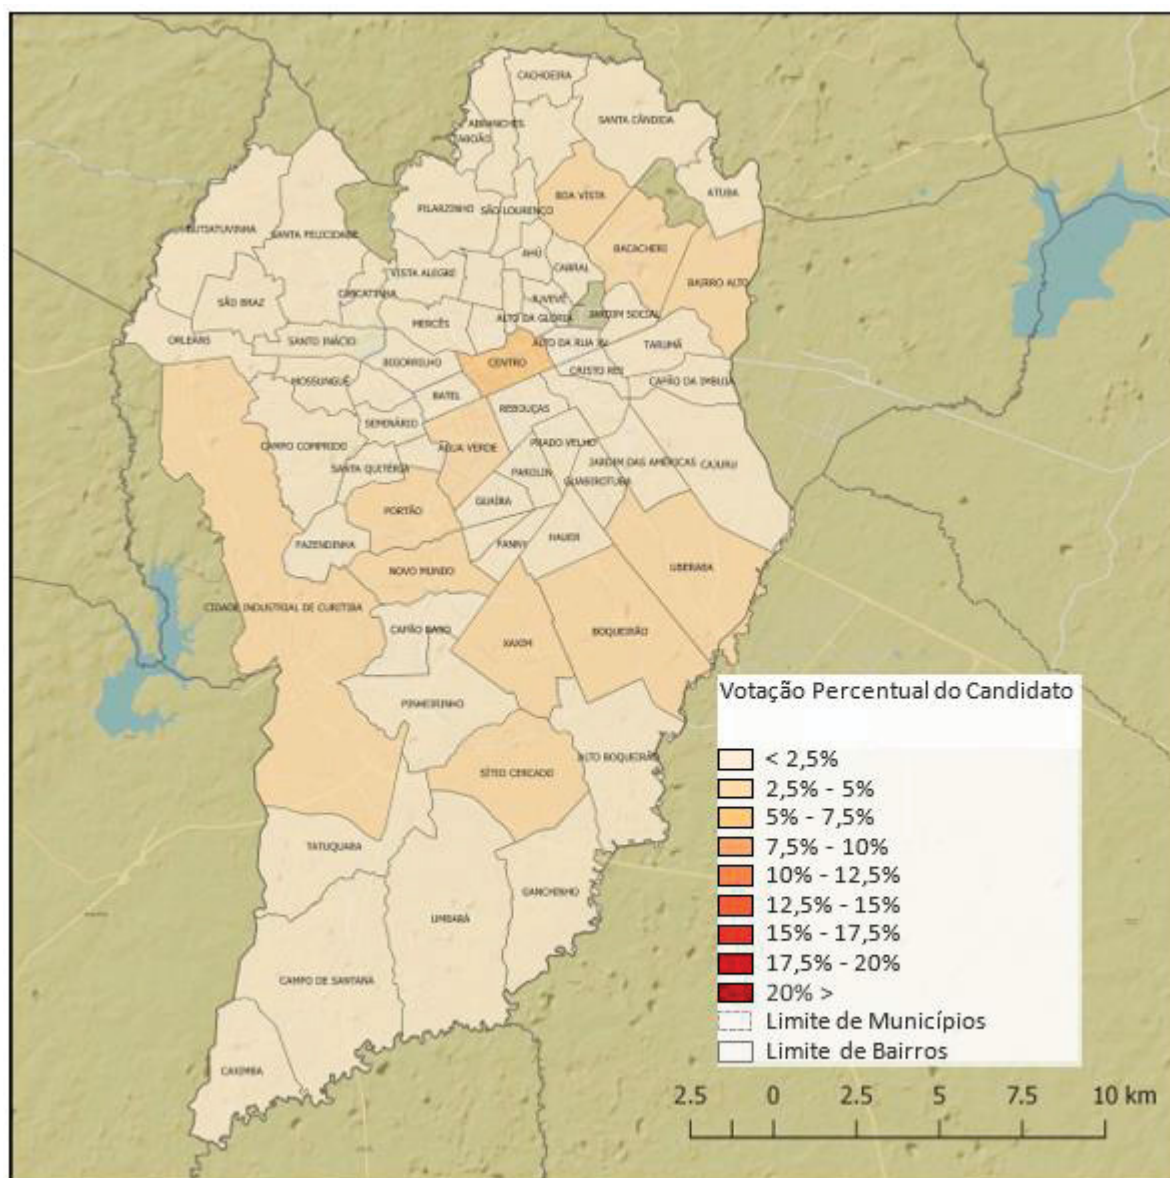 CACHOEIRA
SANTA CÂNDIDA
ABRANCHES
TABOÃO
ATUBA
BOA VISTA
PILARZINHO
SÃO LOURENÇO
BUTIATUVINHA
SANTA FELICIDADE
AHÚ
BACACHERI
CABRAL
VISTA ALEGRE
BAIRRO ALTO
CASCATINHA
SÃO BRAZ
JUVEVÊ
ALTO DA GLÓRIA
JARDIM SOCIAL
MERCÊS
ORLEANS
SANTO INÁCIO
ALTO DA RUA XV
TARUMÃ
BIGORRILHO
CENTRO
CRISTO REI
MOSSUNGUÊ
CAPÃO DA IMBUIA
BATEL
REBOUÇAS
SEMINÁRIO
CAMPO COMPRIDO
ÁGUA VERDE
PRADO VELHO
SANTA QUITÉRIA
JARDIM DAS AMÉRICAS
CAJURU
PAROLIN
GUABIROTUBA
GUAÍRA
PORTÃO
HAUER
FAZENDINHA
FANNY
UBERABA
NOVO MUNDO
CIDADE INDUSTRIAL DE CURITIBA
CAPÃO RASO
BOQUEIRÃO
XAXIM
PINHEIRINHO
ALTO BOQUEIRÃO
SÍTIO CERCADO
TATUQUARA
GANCHINHO
UMBARÁ
CAMPO DE SANTANA
CAXIMBA
Votação Percentual do Candidato
< 2,5%
2,5% - 5%
5% - 7,5%
7,5% - 10%
10% - 12,5%
12,5% - 15%
15% - 17,5%
17,5% - 20%
20% >
Limite de Municípios
Limite de Bairros
2.5 0 2.5 5 7.5 10 km